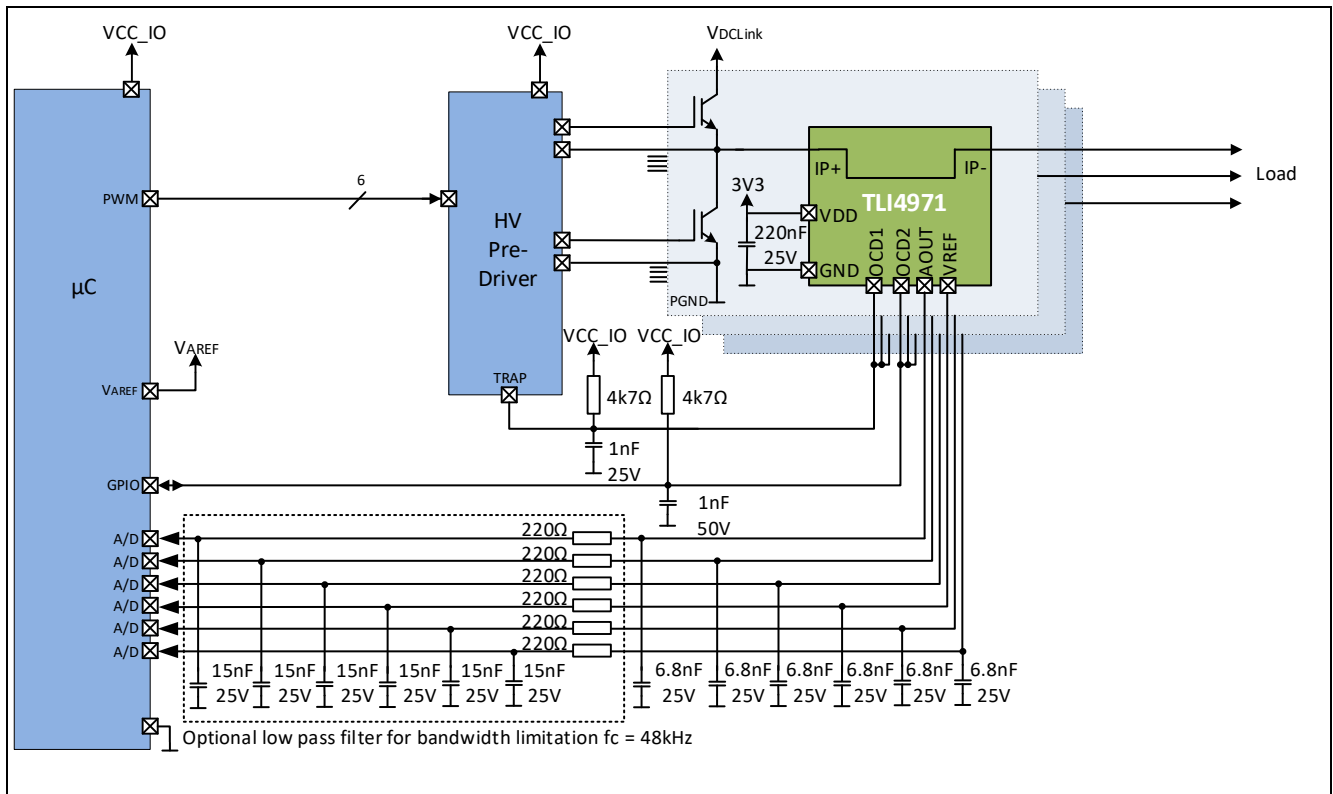 VCC_IO
VCC_IO
VDCLink
PWM
6
HV
Pre-
Driver
µC
IP+
IP-
TLI4971
3V3
VDD
220nF
25V
GND
OCD1
OCD2
AOUT
VREF
Load
PGND
VAREF
VAREF
TRAP
VCC_IO
VCC_IO
4k7Ω
4k7Ω
1nF
25V
GPIO
1nF
50V
A/D
220Ω
A/D
220Ω
A/D
220Ω
A/D
220Ω
A/D
220Ω
A/D
220Ω
15nF
25V
15nF
25V
15nF
25V
15nF
25V
15nF
25V
15nF
25V
6.8nF
25V
6.8nF
25V
6.8nF
25V
6.8nF
25V
6.8nF
25V
6.8nF
25V
Optional low pass filter for bandwidth limitation fc = 48kHz